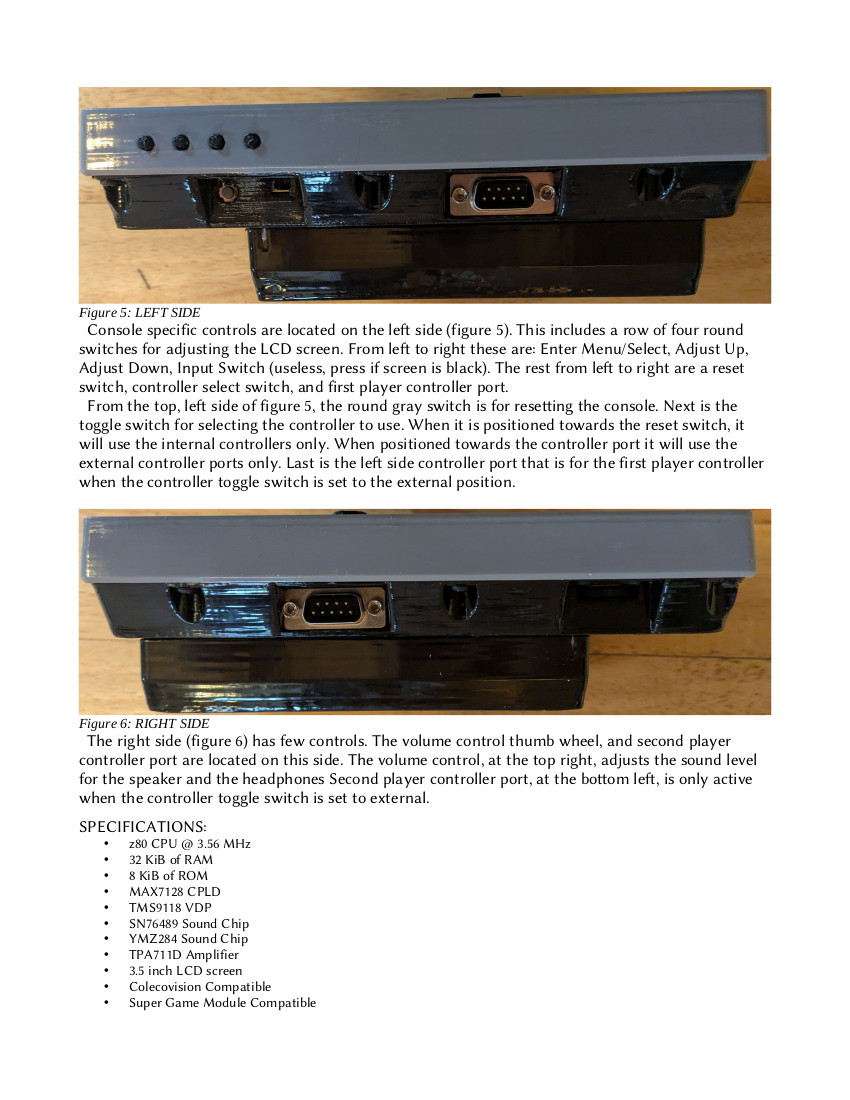 Figure 5: LEFT SIDE
Console specific controls are located on the left side (figure 5). This includes a row of four round
switches for adjusting the LCD screen. From left to right these are: Enter Menu/Select, Adjust Up,
Adjust Down, Input Switch (useless, press if screen is black). The rest from left to right are a reset
switch, controller select switch, and first player controller port.
From the top, left side of figure 5, the round gray switch is for resetting the console. Next is the
toggle switch for selecting the controller to use. When it is positioned towards the reset switch, it
will use the internal controllers only. When positioned towards the controller port it will use the
external controller ports only. Last is the left side controller port that is for the first player controller
when the controller toggle switch is set to the external position.
Figure 6: RIGHT SIDE
The right side (figure 6) has few controls. The volume control thumb wheel, and second player
controller port are located on this side. The volume control, at the top right, adjusts the sound level
for the speaker and the headphones Second player controller port, at the bottom left, is only active
when the controller toggle switch is set to external.
SPECIFICATIONS:
• z80 CPU @ 3.56 MHz
• 32 KiB of RAM
• 8 KiB of ROM
• MAX7128 CPLD
• TMS9118 VDP
• SN76489 Sound Chip
• YMZ284 Sound Chip
• TPA711D Amplifier
• 3.5 inch LCD screen
• Colecovision Compatible
• Super Game Module Compatible